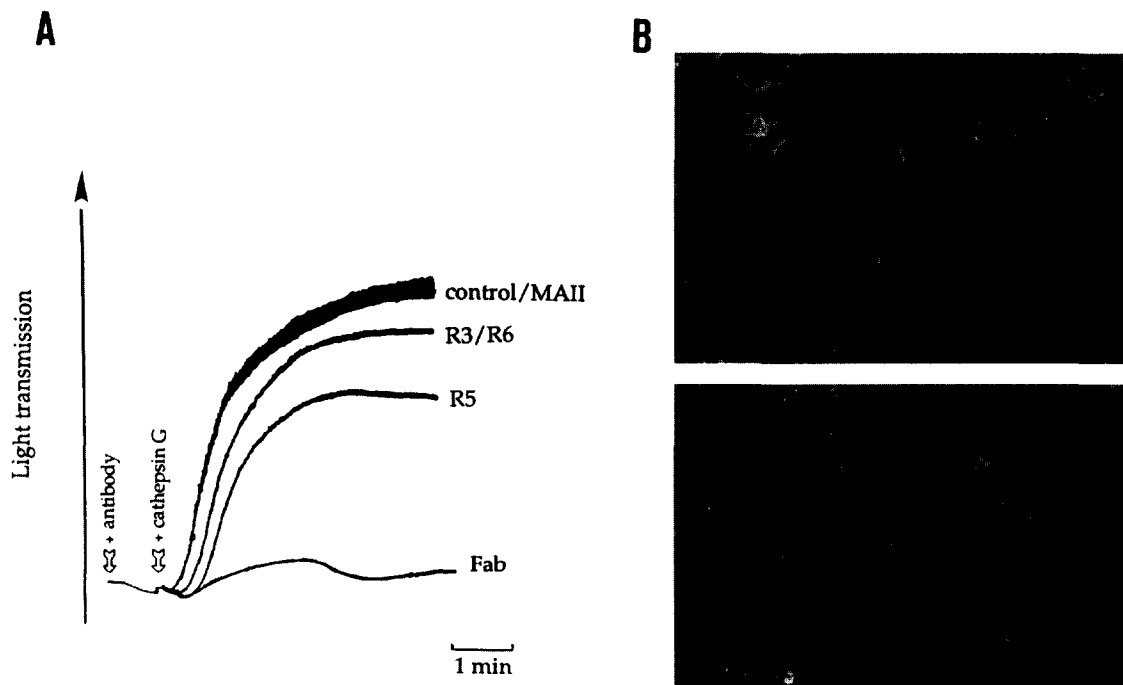 A
B
Light transmission
+ antibody
+ cathepsin G
control/MAII
R3/R6
R5
Fab
1 min